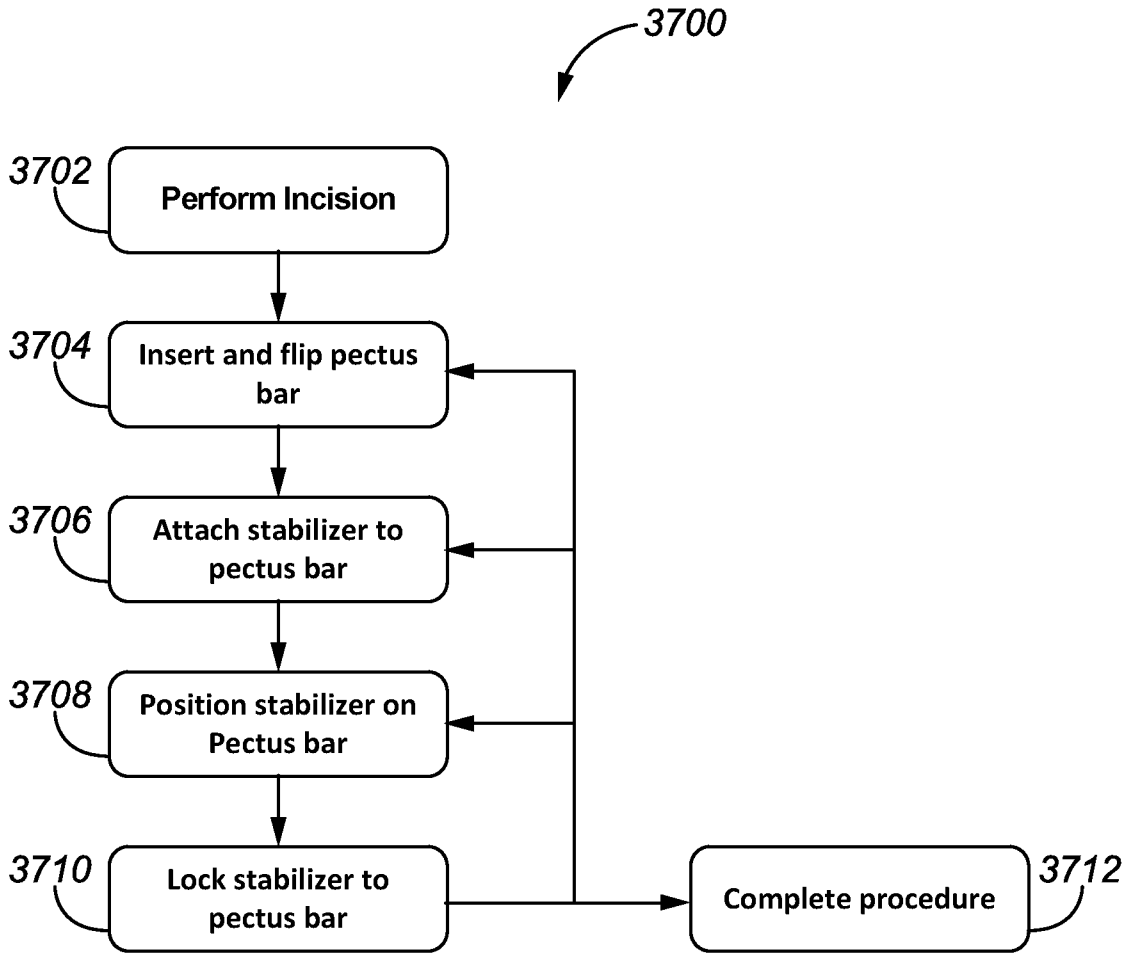 3700
3702
Perform Incision
3704
Insert and flip pectus
bar
3706
Attach stabilizer to
pectus bar
3708
Position stabilizer on
Pectus bar
3710
Lock stabilizer to
pectus bar
Complete procedure
3712